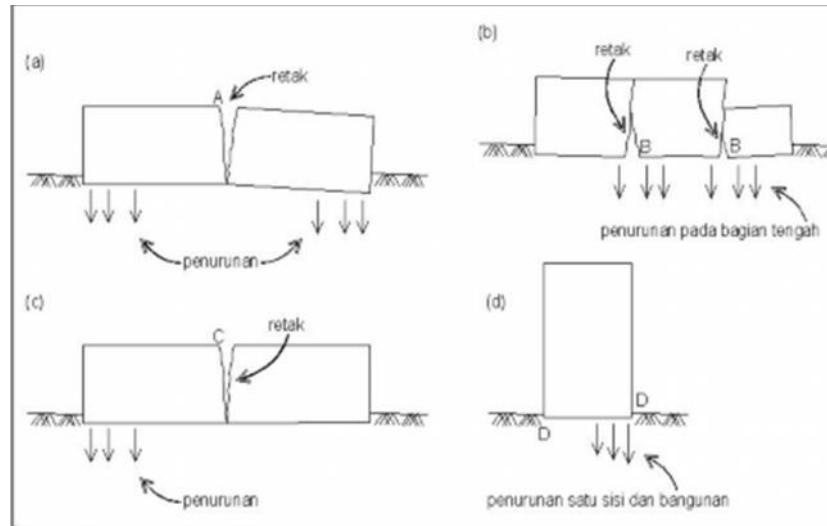 (a)
retak
A
penurunan
(b)
retak
retak
B
B
penurunan pada bagian tengah
(c)
C
retak
penurunan
(d)
D
D
penurunan satu sisi dan bangunan